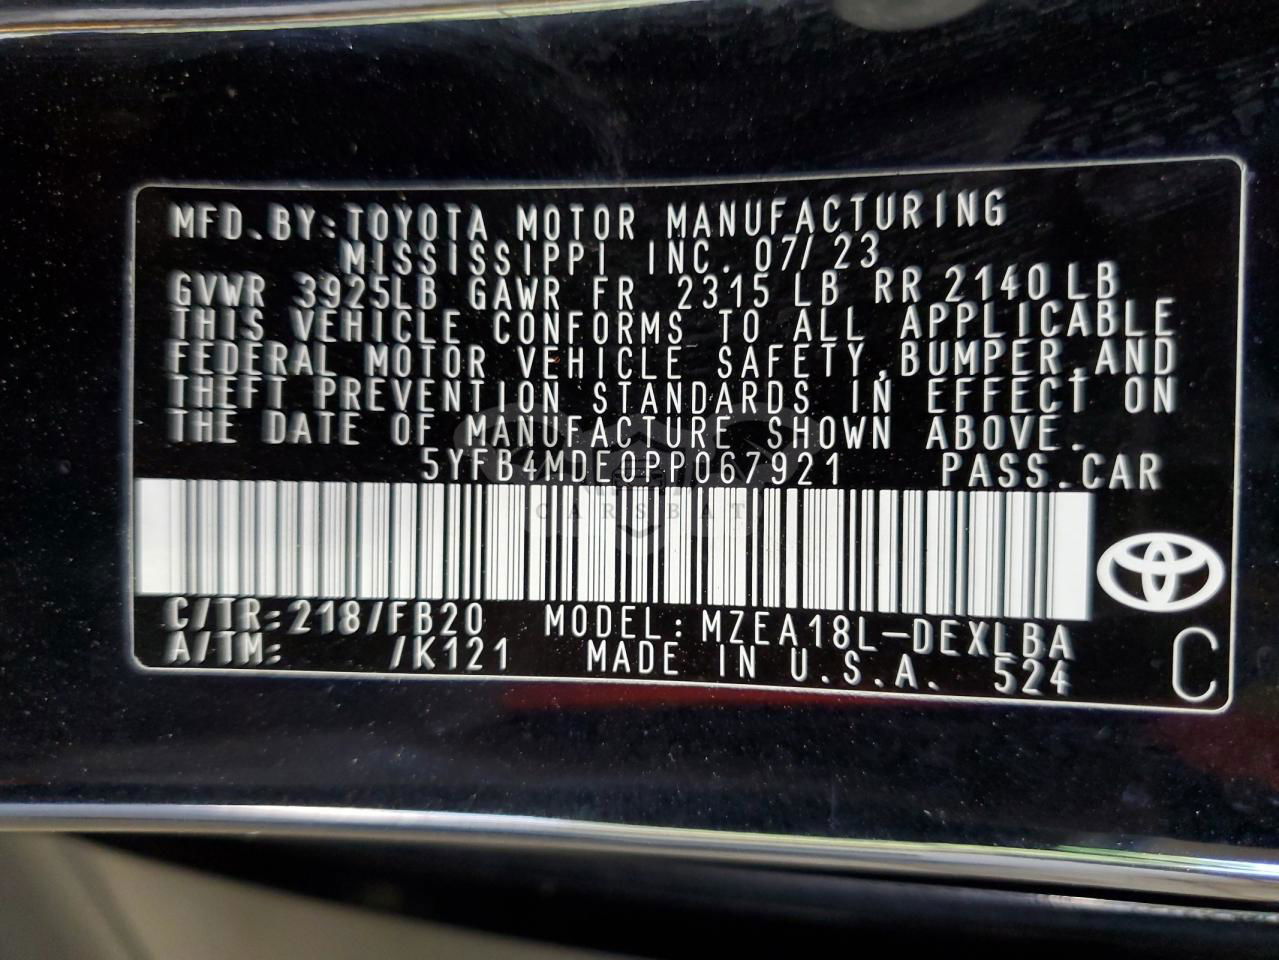 MFD.BY:TOYOTA MOTOR MANUFACTURING
MISSISSIPPI INC. 07/23
GVWR 3925LB GAWR FR 2315 LB RR 2140 LB
THIS VEHICLE CONFORMS TO ALL APPLICABLE
FEDERAL MOTOR VEHICLE SAFETY,BUMPER,AND
THEFT PREVENTION STANDARDS IN EFFECT ON
THE DATE OF MANUFACTURE SHOWN ABOVE.
5YFB4MDE0PP067921 PASS.CAR
CARSBAT
C/TR:218/FB20 MODEL:MZEA18L-DEXLBA
A/TM: /K121 MADE IN U.S.A. 524
C